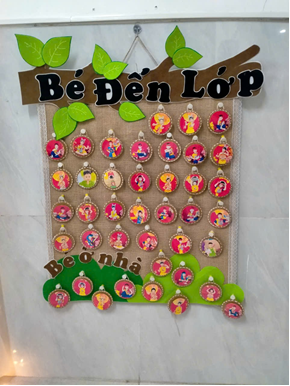 Bé Đến Lớp
Bé ở nhà